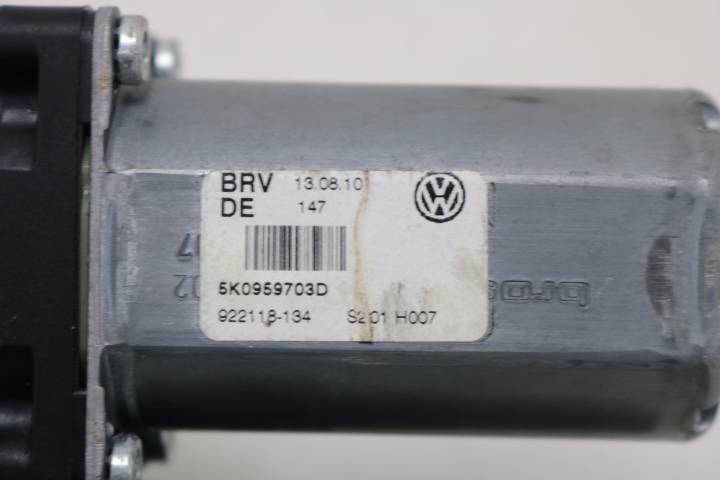 BRV 13.08.10
DE 147
5K0959703D
922118-134 S201 H007